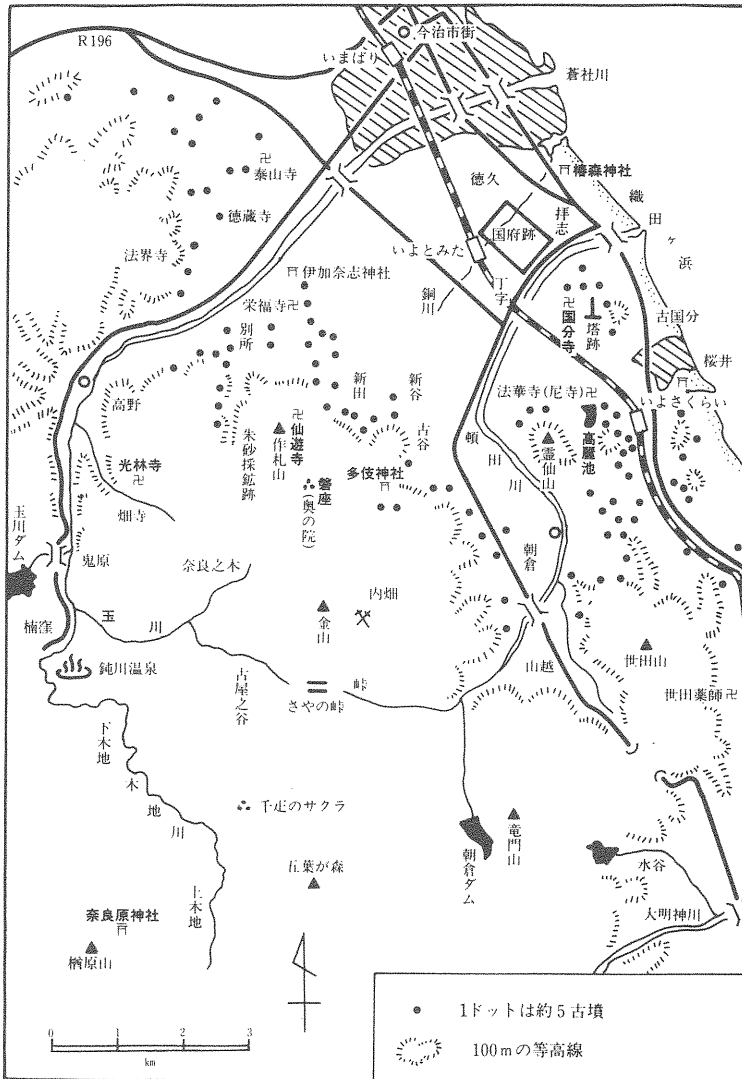 R196
今治市街
いまばり
蒼社川
卍
泰山寺
徳久
椿森神社
織田ヶ浜
拝志
国府跡
徳蔵寺
法界寺
いよとみた
伊加奈志神社
銅川
丁字
栄福寺卍
別所
卍国分寺
塔跡
古国分
桜井
いよさくらい
新田
新谷
古谷
法華寺(尼寺)卍
高野
朱砂採鉱跡
卍仙遊寺
作礼山
磐座
(奥の院)
多伎神社
頓田川
霊仙山
高麗池
光林寺
卍
畑寺
玉川ダム
鬼原
奈良之木
朝倉
楠窪
玉川
金山
内畑
鈍川温泉
古屋之谷
峠
さやの峠
山越
世田山
世田薬師卍
下木地
木地川
上木地
千疋のサクラ
五葉が森
朝倉ダム
竜門山
水谷
大明神川
奈良原神社
楢原山
0 1 2 3
km
1ドットは約5古墳
100mの等高線